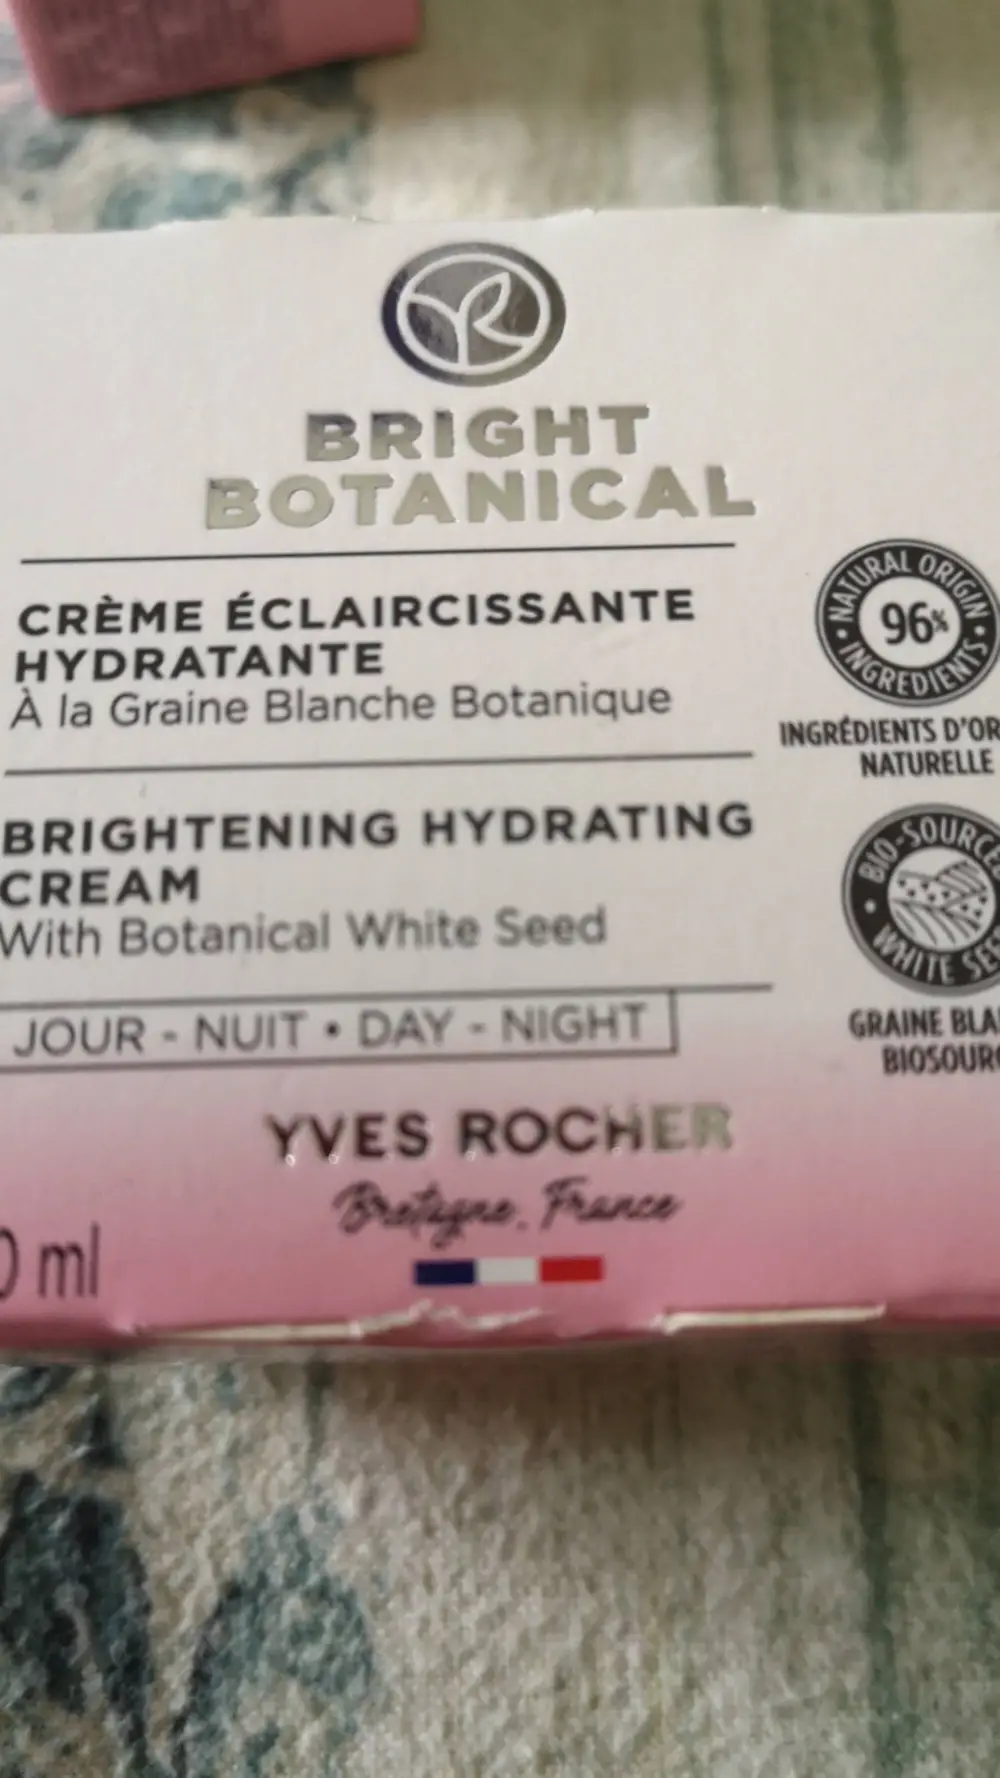 BRIGHT
BOTANICAL
CRÈME ÉCLAIRCISSANTE
HYDRATANTE
À la Graine Blanche Botanique
BRIGHTENING HYDRATING
CREAM
With Botanical White Seed
JOUR - NUIT • DAY - NIGHT
YVES ROCHER
Bretagne, France
0 ml
NATURAL ORIGIN
96%
• INGREDIENTS •
INGRÉDIENTS D'OR
NATURELLE
BIO-SOURCE
• WHITE SEE
GRAINE BLA
BIOSOUR